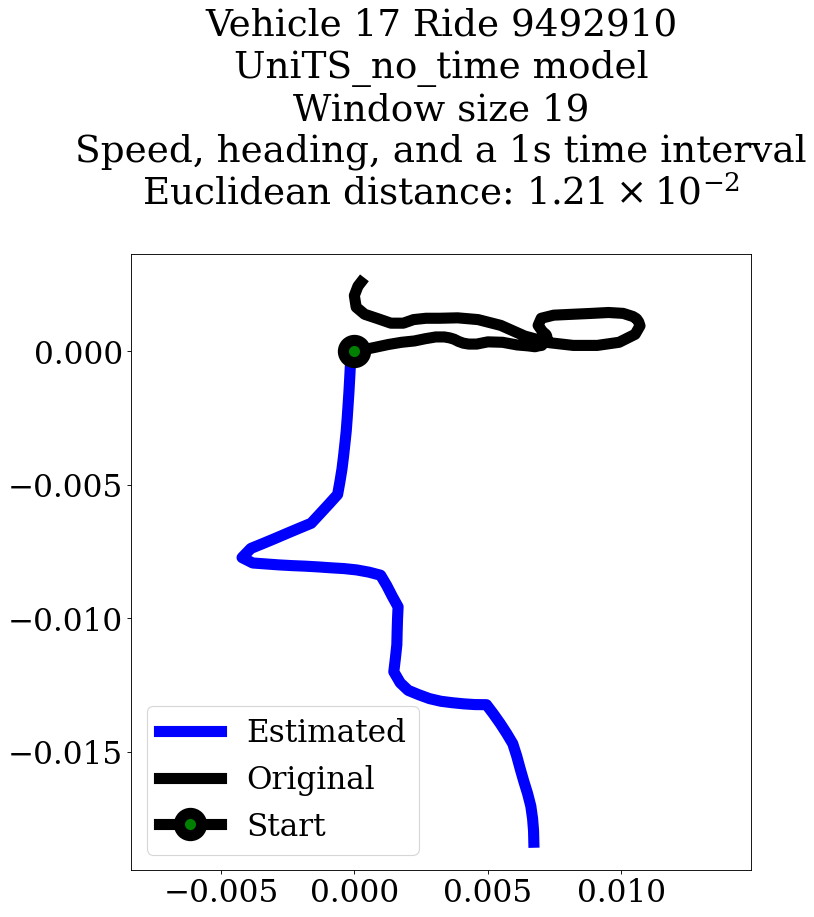 Vehicle 17 Ride 9492910
UniTS_no_time model
Window size 19
Speed, heading, and a 1s time interval
Euclidean distance: 1.21 × 10⁻²
0.000
−0.005
−0.010
−0.015
Estimated
Original
Start
−0.005 0.000 0.005 0.010